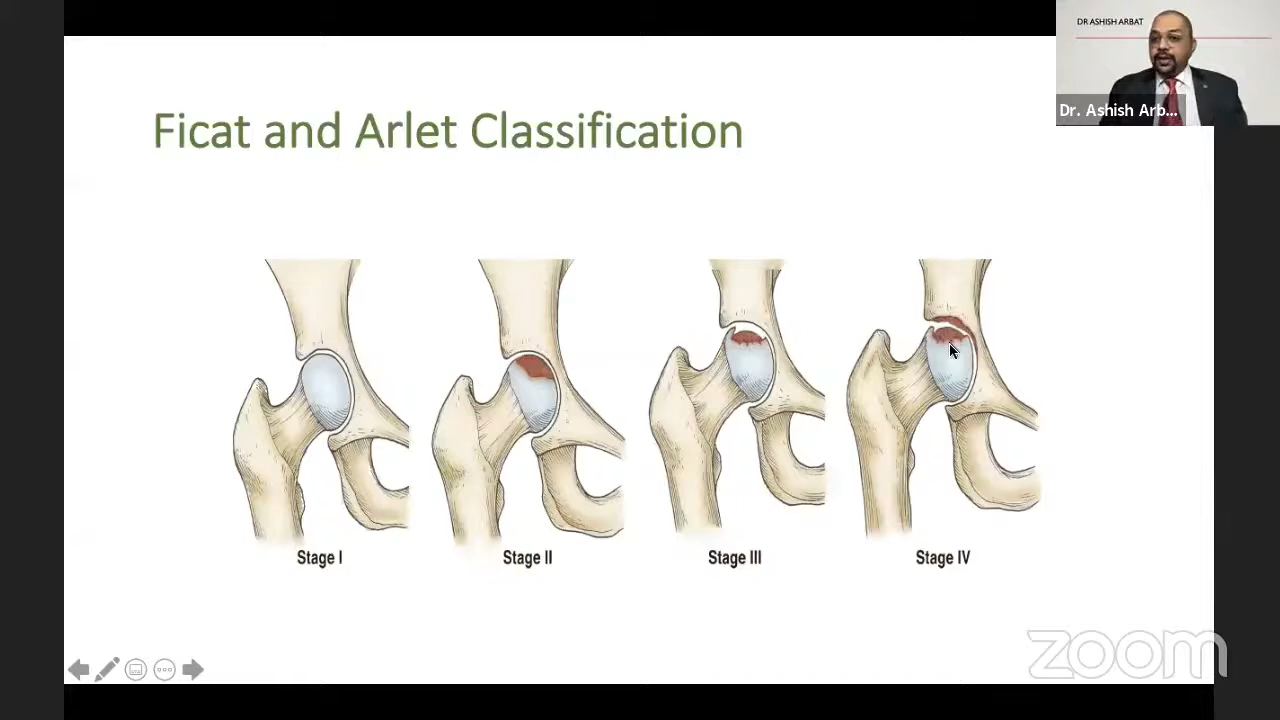 DR ASHISH ARBAT
Dr. Ashish Arb...
Ficat and Arlet Classification
Stage I
Stage II
Stage III
Stage IV
zoom